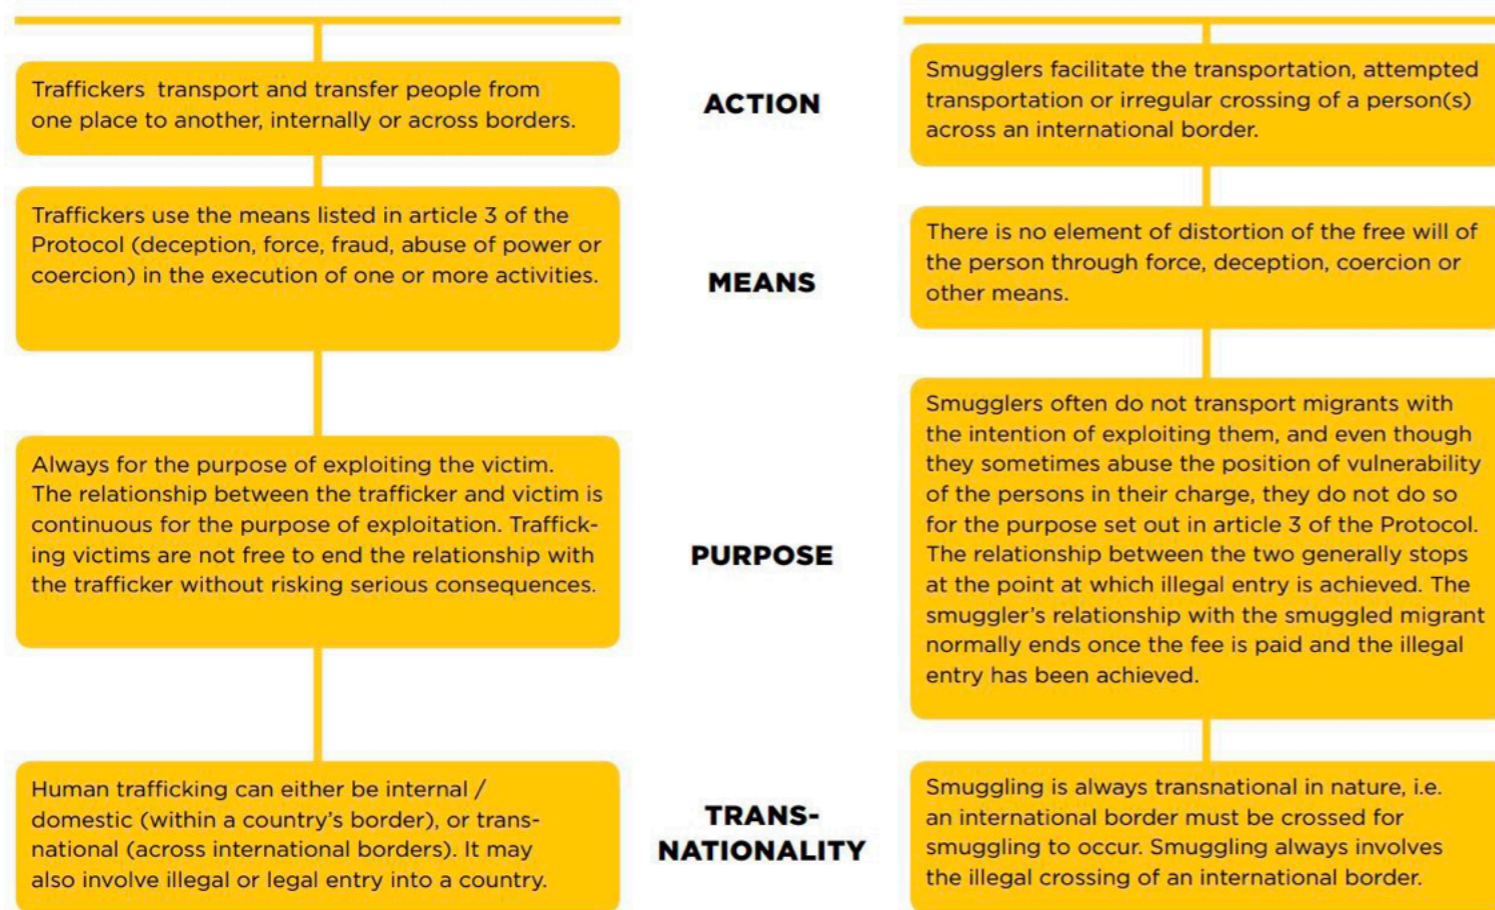 Traffickers transport and transfer people from
one place to another, internally or across borders.
ACTION
Smugglers facilitate the transportation, attempted
transportation or irregular crossing of a person(s)
across an international border.
Traffickers use the means listed in article 3 of the
Protocol (deception, force, fraud, abuse of power or
coercion) in the execution of one or more activities.
MEANS
There is no element of distortion of the free will of
the person through force, deception, coercion or
other means.
Always for the purpose of exploiting the victim.
The relationship between the trafficker and victim is
continuous for the purpose of exploitation. Traffick-
ing victims are not free to end the relationship with
the trafficker without risking serious consequences.
PURPOSE
Smugglers often do not transport migrants with
the intention of exploiting them, and even though
they sometimes abuse the position of vulnerability
of the persons in their charge, they do not do so
for the purpose set out in article 3 of the Protocol.
The relationship between the two generally stops
at the point at which illegal entry is achieved. The
smuggler's relationship with the smuggled migrant
normally ends once the fee is paid and the illegal
entry has been achieved.
Human trafficking can either be internal /
domestic (within a country's border), or trans-
national (across international borders). It may
also involve illegal or legal entry into a country.
TRANS-
NATIONALITY
Smuggling is always transnational in nature, i.e.
an international border must be crossed for
smuggling to occur. Smuggling always involves
the illegal crossing of an international border.